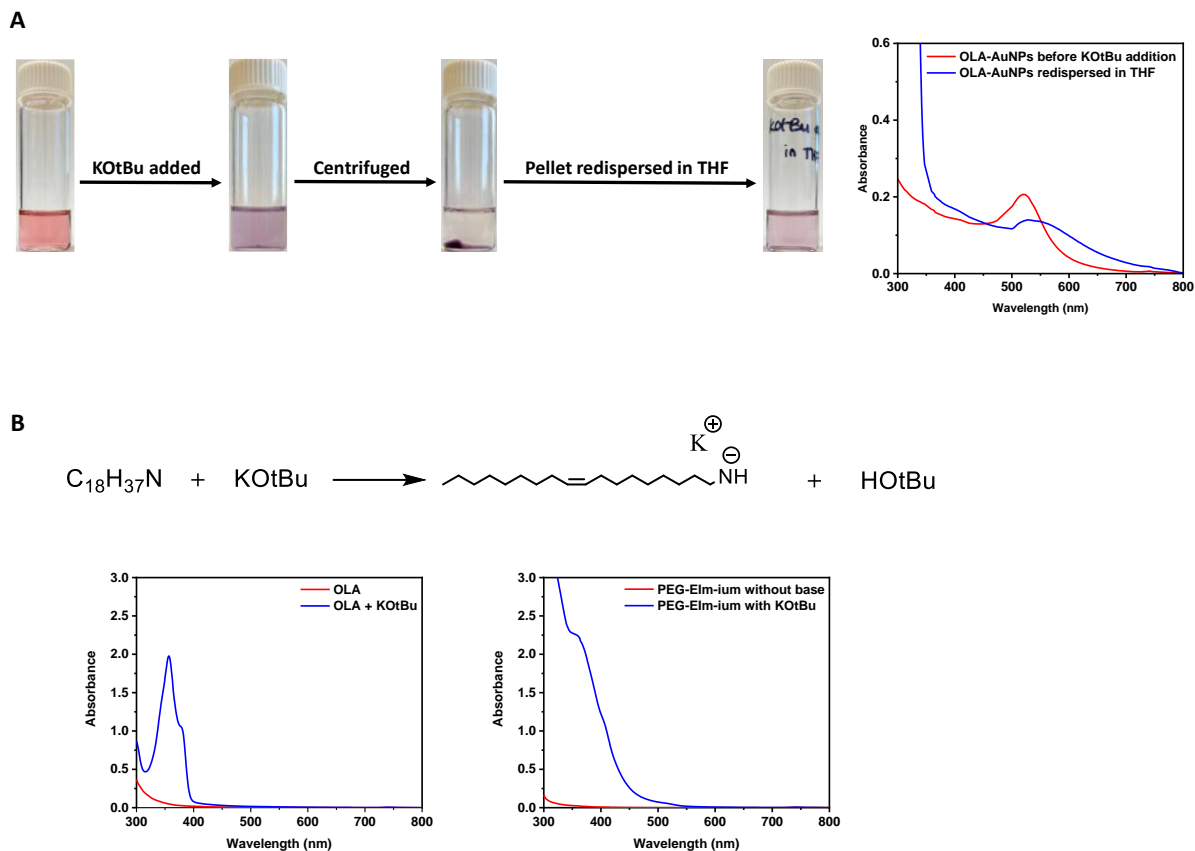 A
KOtBu added
Centrifuged
Pellet redispersed in THF
KOtBu
in TH
OLA-AuNPs before KOtBu addition
OLA-AuNPs redispersed in THF
0.6
0.4
0.2
0.0
Absorbance
300 400 500 600 700 800
Wavelength (nm)
B
C18H37N + KOtBu K⊕ ⊖ NH + HOtBu
OLA
OLA + KOtBu
3.0
2.5
2.0
1.5
1.0
0.5
0.0
Absorbance
300 400 500 600 700 800
Wavelength (nm)
PEG-EIm-ium without base
PEG-EIm-ium with KOtBu
3.0
2.5
2.0
1.5
1.0
0.5
0.0
Absorbance
300 400 500 600 700 800
Wavelength (nm)